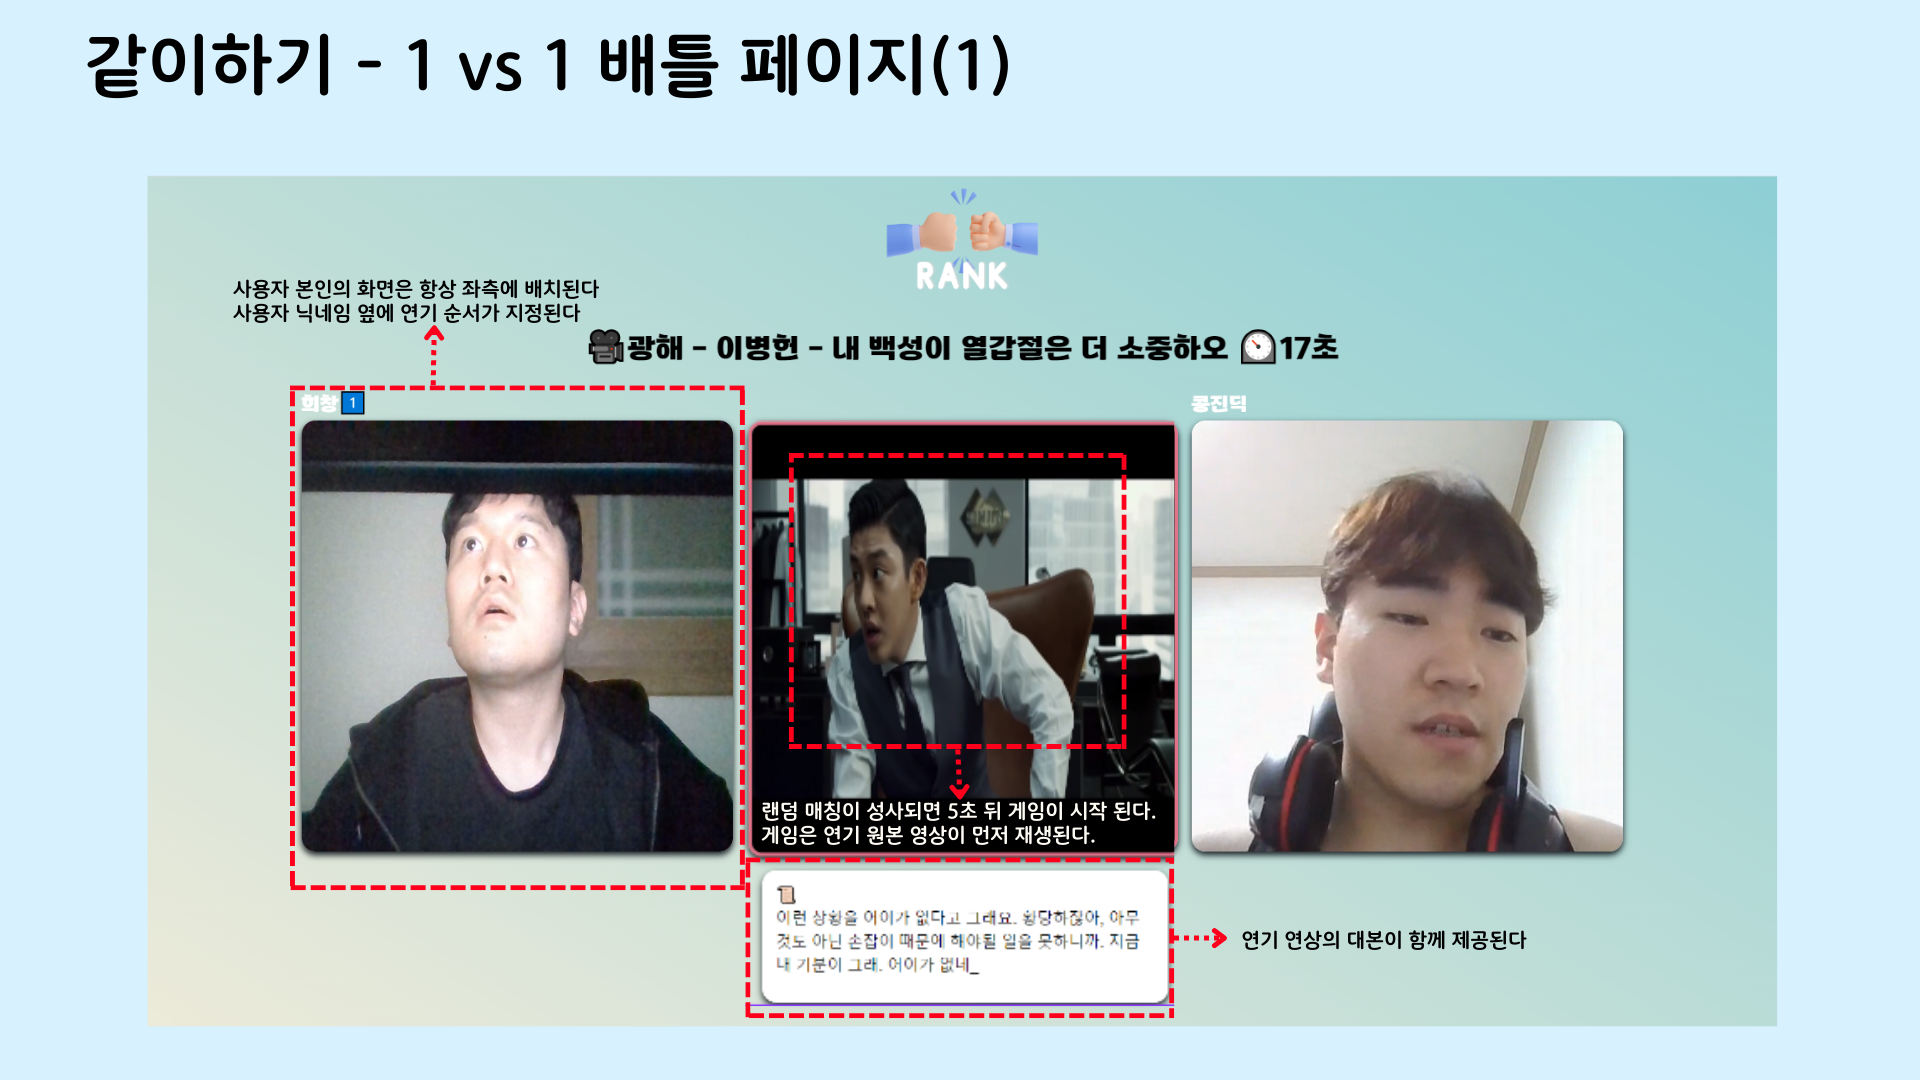 같이하기 - 1 vs 1 배틀 페이지(1)
RANK
사용자 본인의 화면은 항상 좌측에 배치된다
사용자 닉네임 옆에 연기 순서가 지정된다
광해 - 이병헌 - 내 백성이 열갑절은 더 소중하오 17초
희창 1
콩진딕
랜덤 매칭이 성사되면 5초 뒤 게임이 시작 된다.
게임은 연기 원본 영상이 먼저 재생된다.
이런 상황을 어이가 없다고 그래요. 황당하잖아, 아무
것도 아닌 손잡이 때문에 해야될 일을 못하니까. 지금
내 기분이 그래. 어이가 없네_
연기 연상의 대본이 함께 제공된다